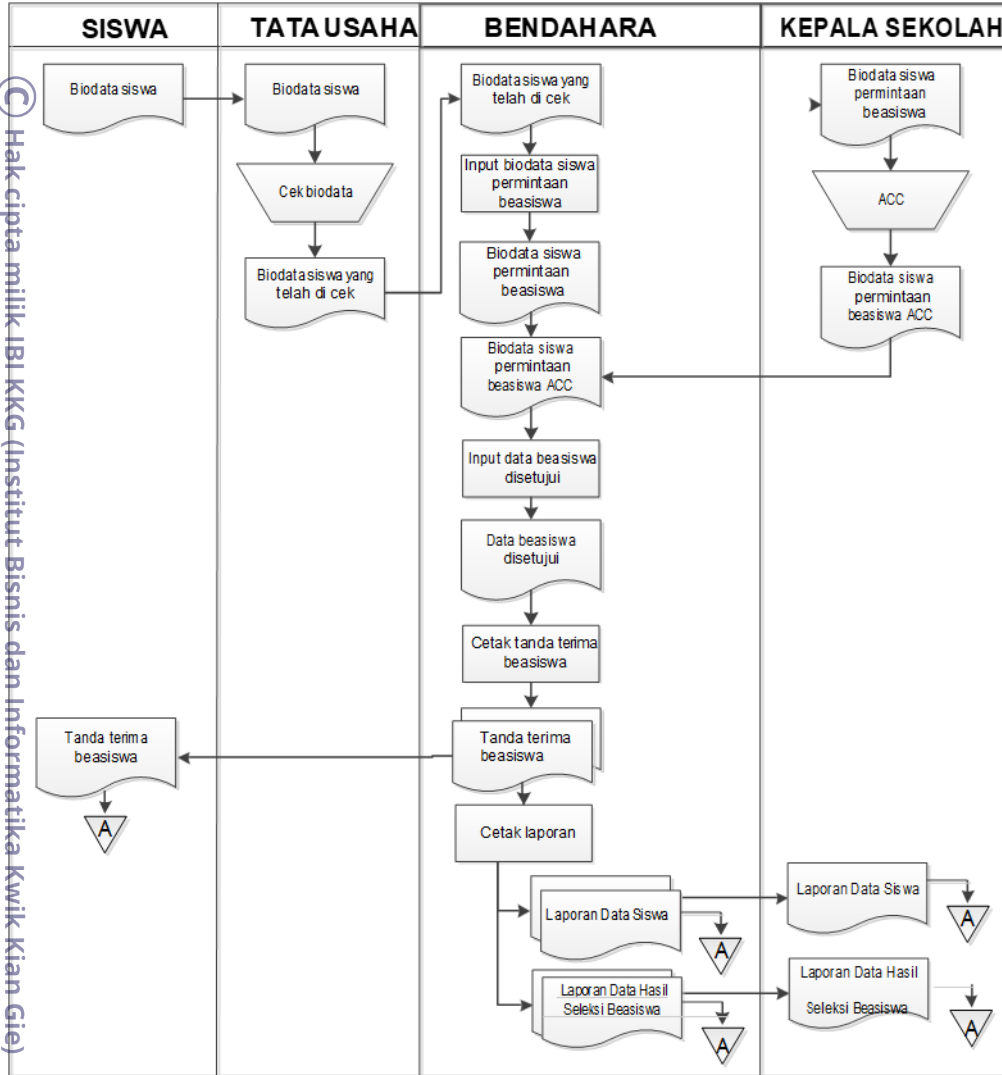 SISWA
TATA USAHA
BENDAHARA
KEPALA SEKOLAH
Biodata siswa
Tanda terima
beasiswa
A
Biodata siswa
Cek biodata
Biodata siswa yang
telah di cek
Biodata siswa yang
telah di cek
Input biodata siswa
permintaan
beasiswa
Biodata siswa
permintaan
beasiswa
Biodata siswa
permintaan
beasiswa ACC
Input data beasiswa
disetujui
Data beasiswa
disetujui
Cetak tanda terima
beasiswa
Tanda terima
beasiswa
Cetak laporan
Laporan Data Siswa
A
Laporan Data Hasil
Seleksi Beasiswa
A
Biodata siswa
permintaan
beasiswa
ACC
Biodata siswa
permintaan
beasiswa ACC
Laporan Data Siswa
A
Laporan Data Hasil
Seleksi Beasiswa
A
© Hak cipta milik IBI KKG (Institut Bisnis dan Informatika Kwik Kian Gie)